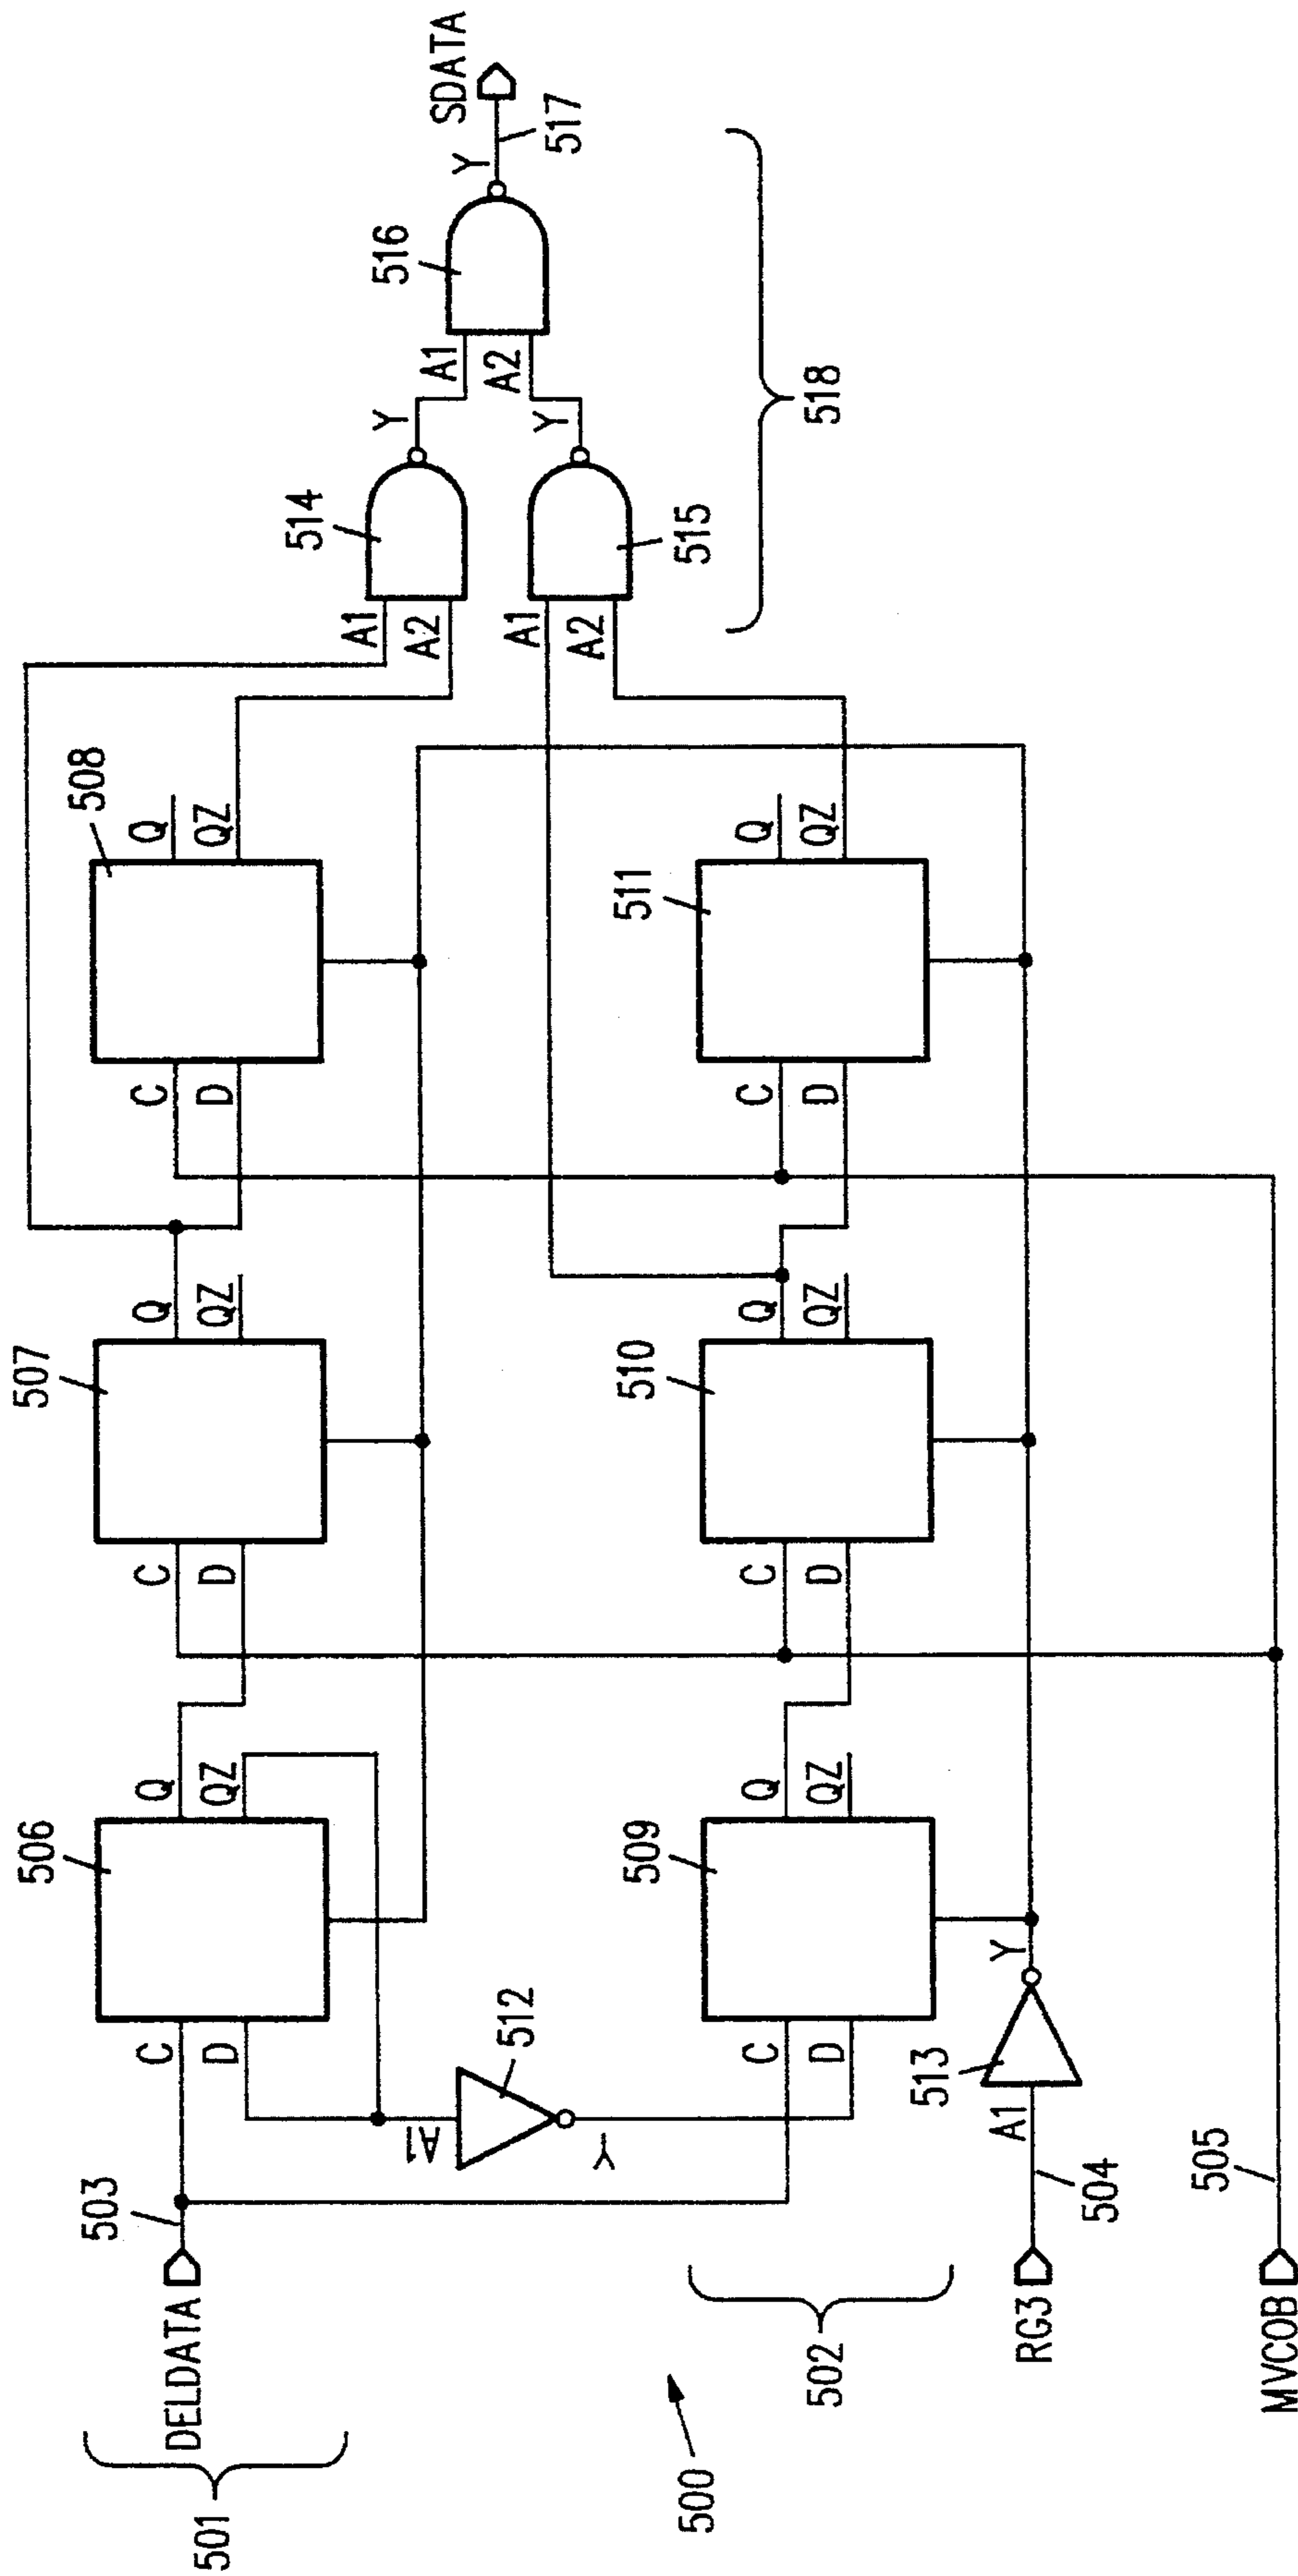 501
DELDATA
503
C
D
506
Q
QZ
C
D
507
Q
QZ
C
D
508
Q
QZ
A1
A2
514
Y
A1
A2
516
Y
SDATA
517
A1
Y
512
A1
A2
515
Y
518
500
502
C
D
509
Q
QZ
C
D
510
Q
QZ
C
D
511
Q
QZ
RG3
504
A1
513
Y
MVCOB
505